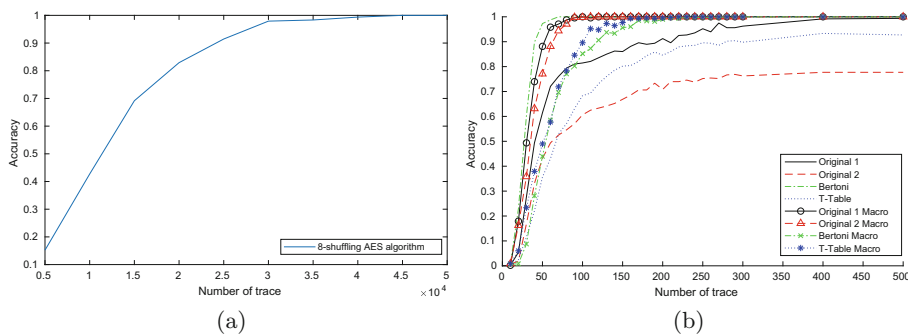 1
0.9
0.8
0.7
0.6
0.5
0.4
0.3
0.2
0.1
Accuracy
0.5 1 1.5 2 2.5 3 3.5 4 4.5 5
Number of trace
× 10⁴
8-shuffling AES algorithm
(a)
1
0.9
0.8
0.7
0.6
0.5
0.4
0.3
0.2
0.1
0
Accuracy
0 50 100 150 200 250 300 350 400 450 500
Number of trace
Original 1
Original 2
Bertoni
T-Table
Original 1 Macro
Original 2 Macro
Bertoni Macro
T-Table Macro
(b)